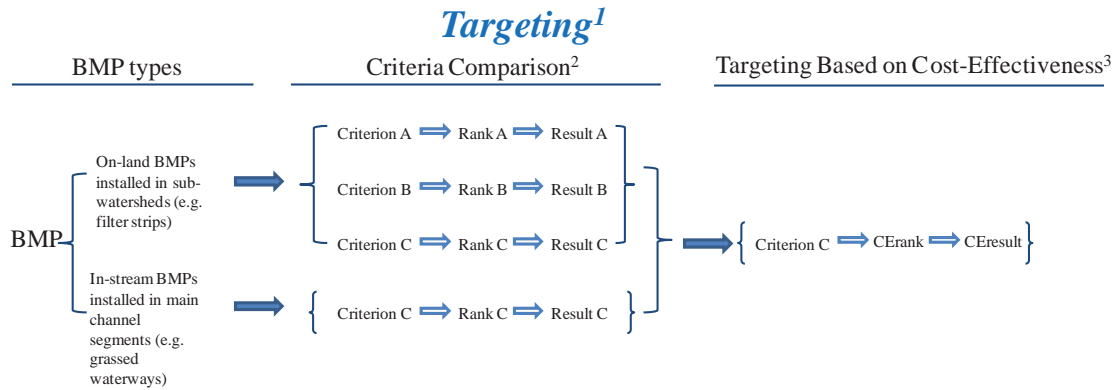 Targeting¹
BMP types
Criteria Comparison²
Targeting Based on Cost-Effectiveness³
Criterion A Rank A Result A
On-land BMPs
installed in sub-
watersheds (e.g.
filter strips)
Criterion B Rank B Result B
BMP
Criterion C Rank C Result C
Criterion C CErank CEresult
In-stream BMPs
installed in main
channel
segments (e.g.
grassed
waterways)
Criterion C Rank C Result C